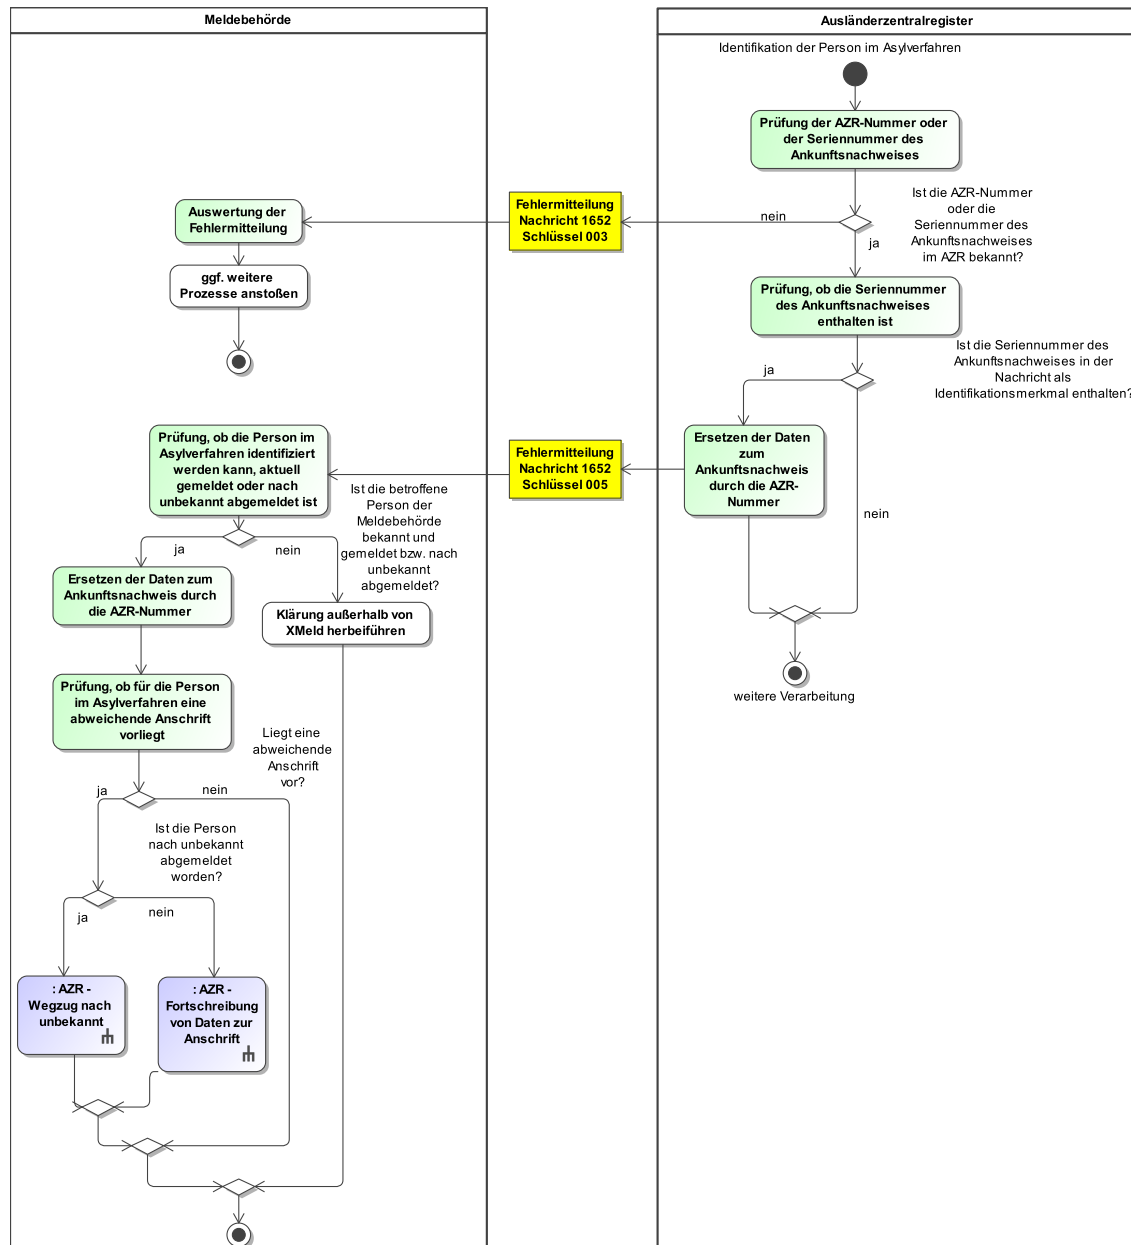 Meldebehörde
Ausländerzentralregister
Identifikation der Person im Asylverfahren
Prüfung der AZR-Nummer oder
der Seriennummer des
Ankunftsnachweises
Ist die AZR-Nummer
oder die
Seriennummer des
Ankunftsnachweises
im AZR bekannt?
nein
ja
Fehlermitteilung
Nachricht 1652
Schlüssel 003
Auswertung der
Fehlermitteilung
ggf. weitere
Prozesse anstoßen
Prüfung, ob die Seriennummer
des Ankunftsnachweises
enthalten ist
Ist die Seriennummer des
Ankunftsnachweises in der
Nachricht als
Identifikationsmerkmal enthalten?
ja
nein
Ersetzen der Daten
zum
Ankunftsnachweis
durch die AZR-
Nummer
weitere Verarbeitung
Fehlermitteilung
Nachricht 1652
Schlüssel 005
Prüfung, ob die Person im
Asylverfahren identifiziert
werden kann, aktuell
gemeldet oder nach
unbekannt abgemeldet ist
Ist die betroffene
Person der
Meldebehörde
bekannt und
gemeldet bzw. nach
unbekannt
abgemeldet?
ja
nein
Ersetzen der Daten zum
Ankunftsnachweis durch
die AZR-Nummer
Klärung außerhalb von
XMeld herbeiführen
Prüfung, ob für die Person
im Asylverfahren eine
abweichende Anschrift
vorliegt
Liegt eine
abweichende
Anschrift
vor?
ja
nein
Ist die Person
nach unbekannt
abgemeldet
worden?
ja
nein
: AZR -
Wegzug nach
unbekannt
: AZR -
Fortschreibung
von Daten zur
Anschrift